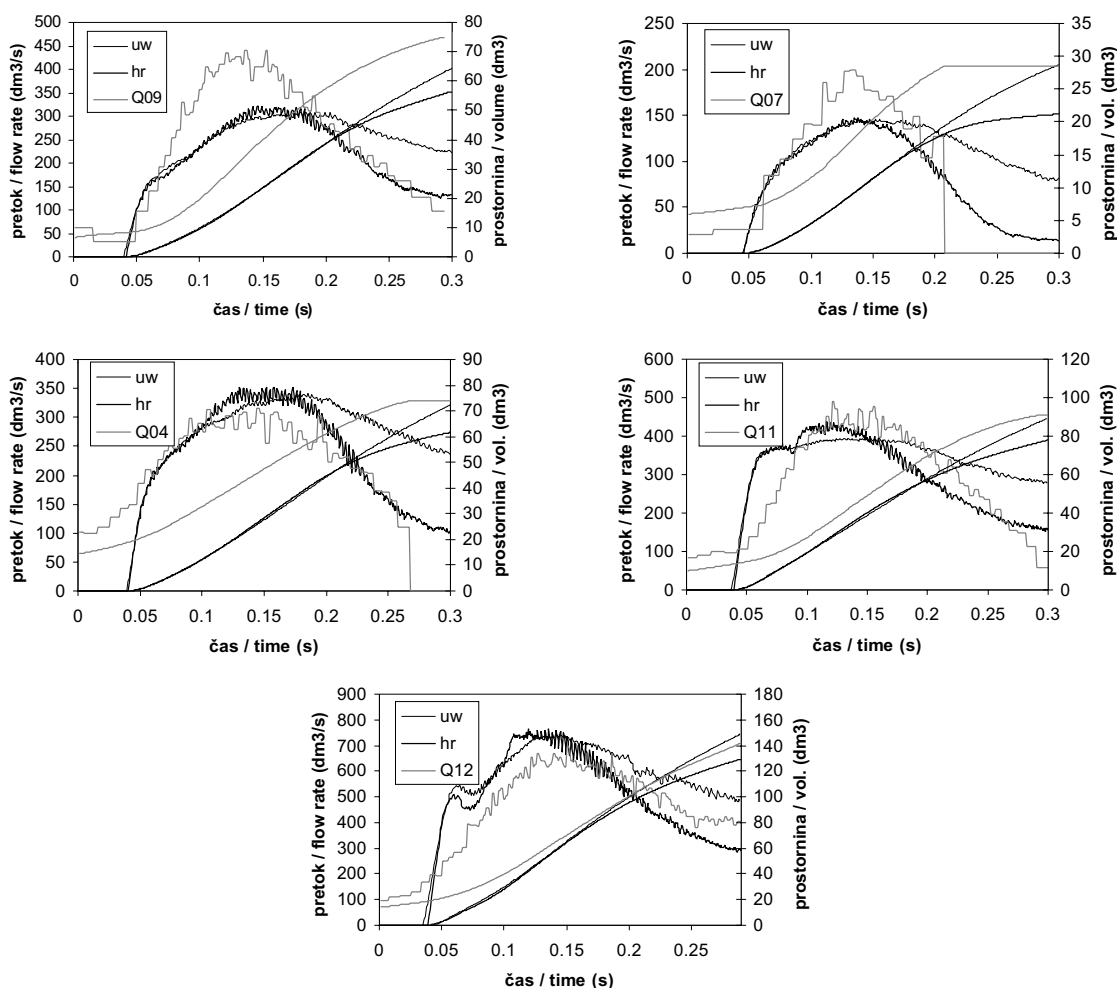 pretok / flow rate (dm3/s)
500
450
400
350
300
250
200
150
100
50
0
uw
hr
Q09
80
70
60
50
40
30
20
10
0
prostornina / volume (dm3)
0 0.05 0.1 0.15 0.2 0.25 0.3
čas / time (s)
pretok / flow rate (dm3/s)
250
200
150
100
50
0
uw
hr
Q07
35
30
25
20
15
10
5
0
prostornina / vol. (dm3)
0 0.05 0.1 0.15 0.2 0.25 0.3
čas / time (s)
pretok / flow rate (dm3/s)
400
350
300
250
200
150
100
50
0
uw
hr
Q04
90
80
70
60
50
40
30
20
10
0
prostornina / vol. (dm3)
0 0.05 0.1 0.15 0.2 0.25 0.3
čas / time (s)
pretok / flow rate (dm3/s)
600
500
400
300
200
100
0
uw
hr
Q11
120
100
80
60
40
20
0
prostornina / vol. (dm3)
0 0.05 0.1 0.15 0.2 0.25 0.3
čas / time (s)
pretok / flow rate (dm3/s)
900
800
700
600
500
400
300
200
100
0
uw
hr
Q12
180
160
140
120
100
80
60
40
20
0
prostornina / vol. (dm3)
0 0.05 0.1 0.15 0.2 0.25
čas / time (s)